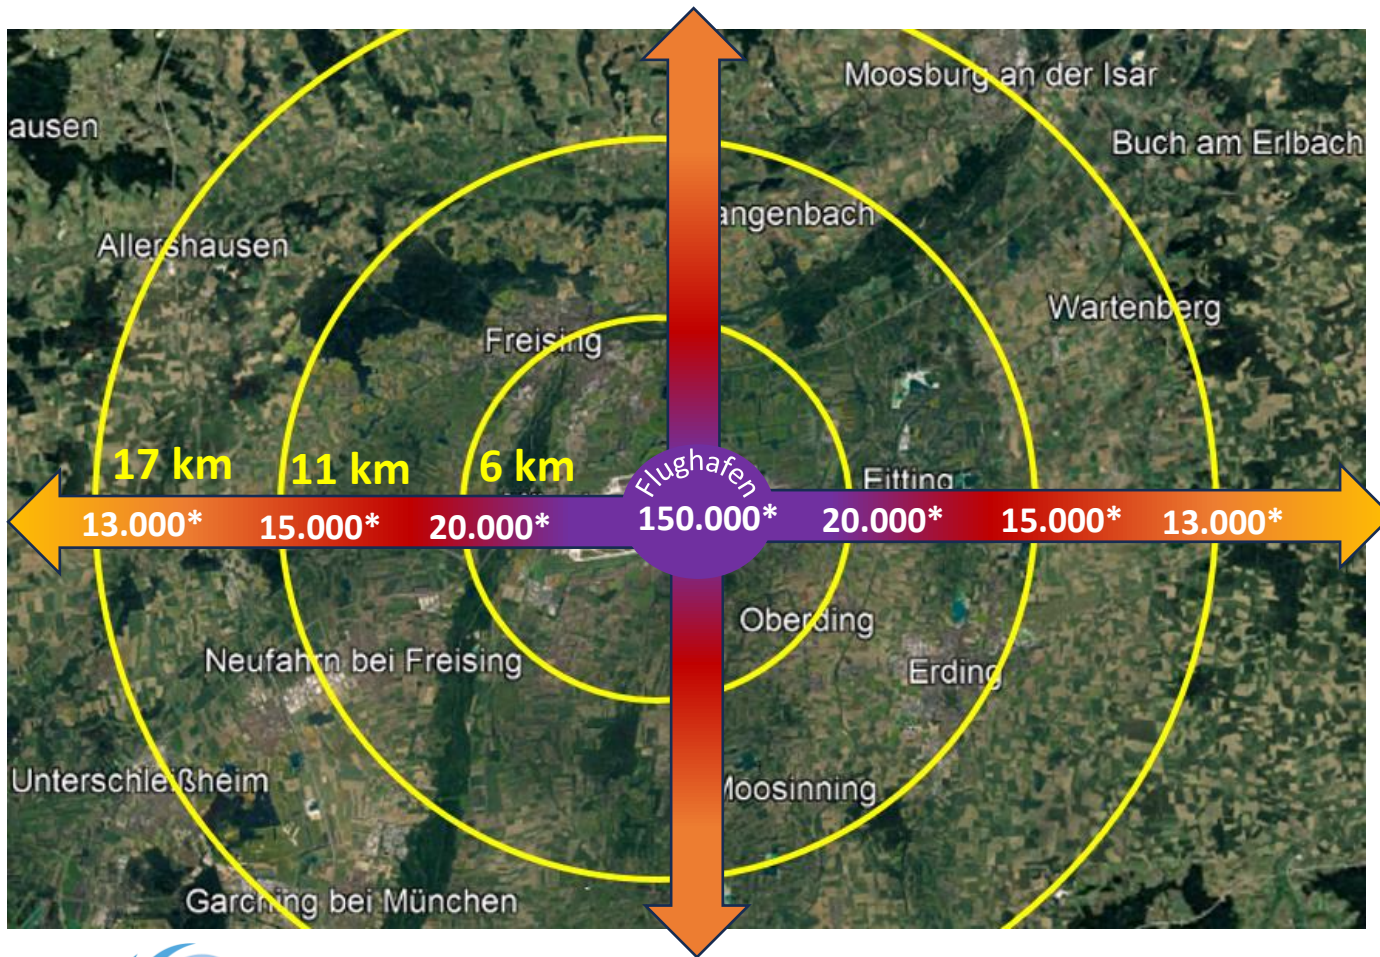 Moosburg an der Isar
ausen
Buch am Erlbach
angenbach
Allershausen
Wartenberg
Freising
17 km
11 km
6 km
Flughafen
Eitting
13.000*
15.000*
20.000*
150.000*
20.000*
15.000*
13.000*
Oberding
Neufahrn bei Freising
Erding
Unterschleißheim
Moosinning
Garching bei München